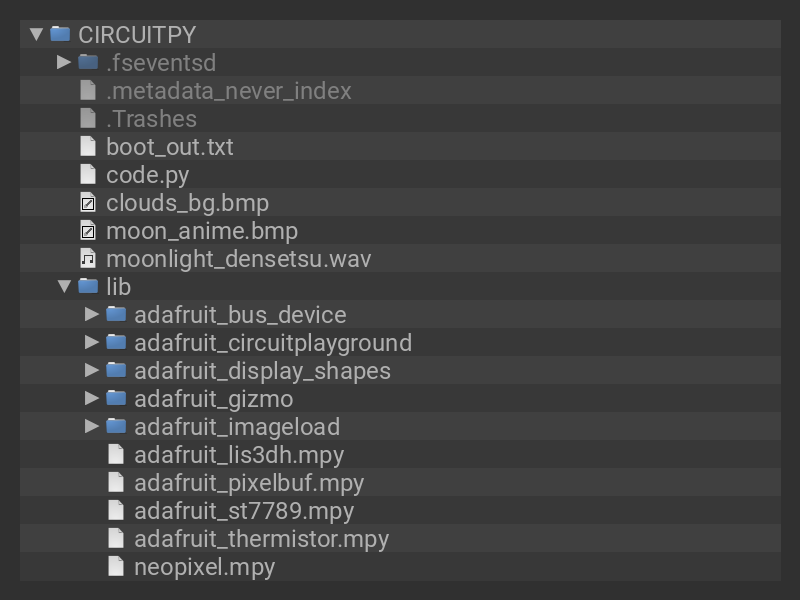 CIRCUITPY
.fseventsd
.metadata_never_index
.Trashes
boot_out.txt
code.py
clouds_bg.bmp
moon_anime.bmp
moonlight_densetsu.wav
lib
adafruit_bus_device
adafruit_circuitplayground
adafruit_display_shapes
adafruit_gizmo
adafruit_imageload
adafruit_lis3dh.mpy
adafruit_pixelbuf.mpy
adafruit_st7789.mpy
adafruit_thermistor.mpy
neopixel.mpy